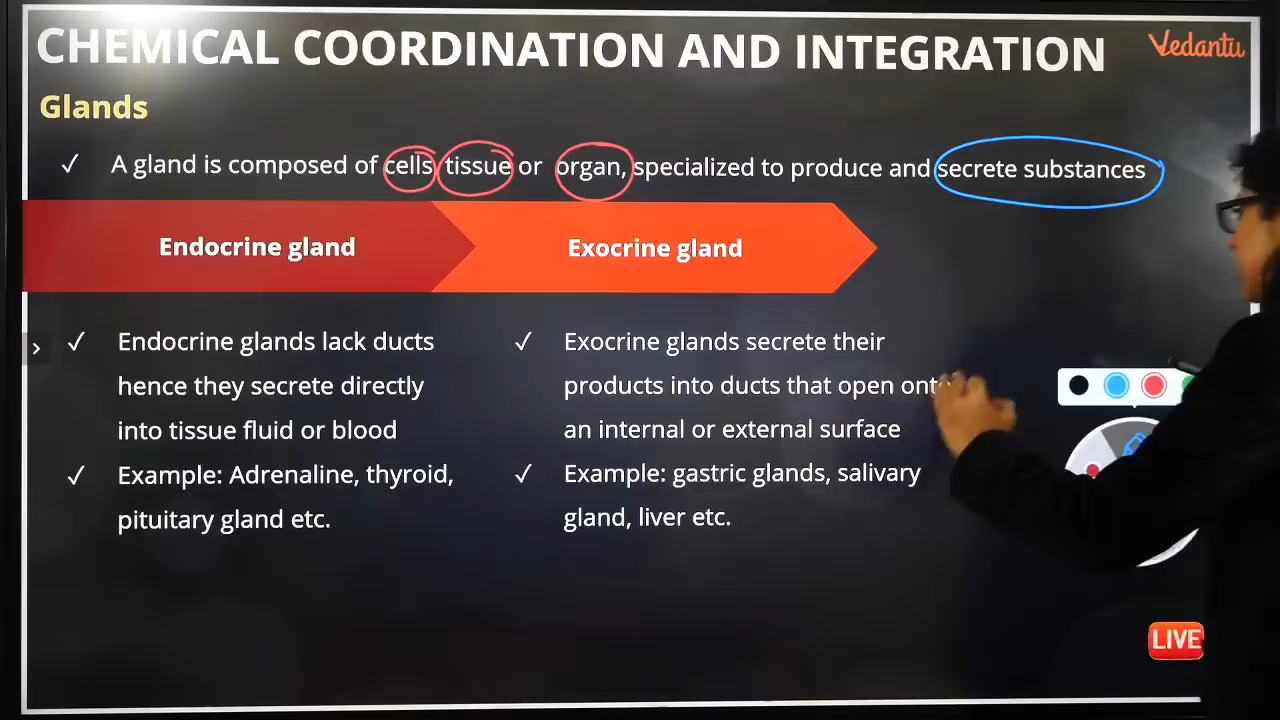 CHEMICAL COORDINATION AND INTEGRATION
Vedantu
Glands
✓ A gland is composed of cells tissue or organ, specialized to produce and secrete substances
Endocrine gland
Exocrine gland
✓ Endocrine glands lack ducts
hence they secrete directly
into tissue fluid or blood
✓ Example: Adrenaline, thyroid,
pituitary gland etc.
✓ Exocrine glands secrete their
products into ducts that open
an internal or external surface
✓ Example: gastric glands, salivary
gland, liver etc.
LIVE